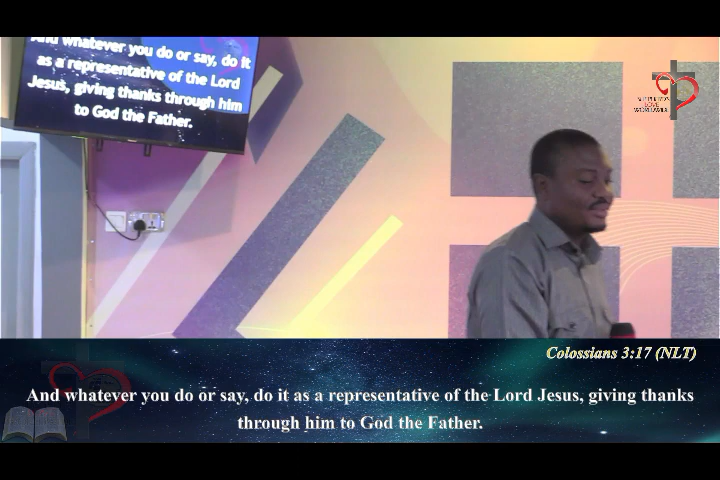 And whatever you do or say, do it
as a representative of the Lord
Jesus, giving thanks through him
to God the Father.
LOVE
WORLDWIDE
Colossians 3:17 (NLT)
And whatever you do or say, do it as a representative of the Lord Jesus, giving thanks
through him to God the Father.